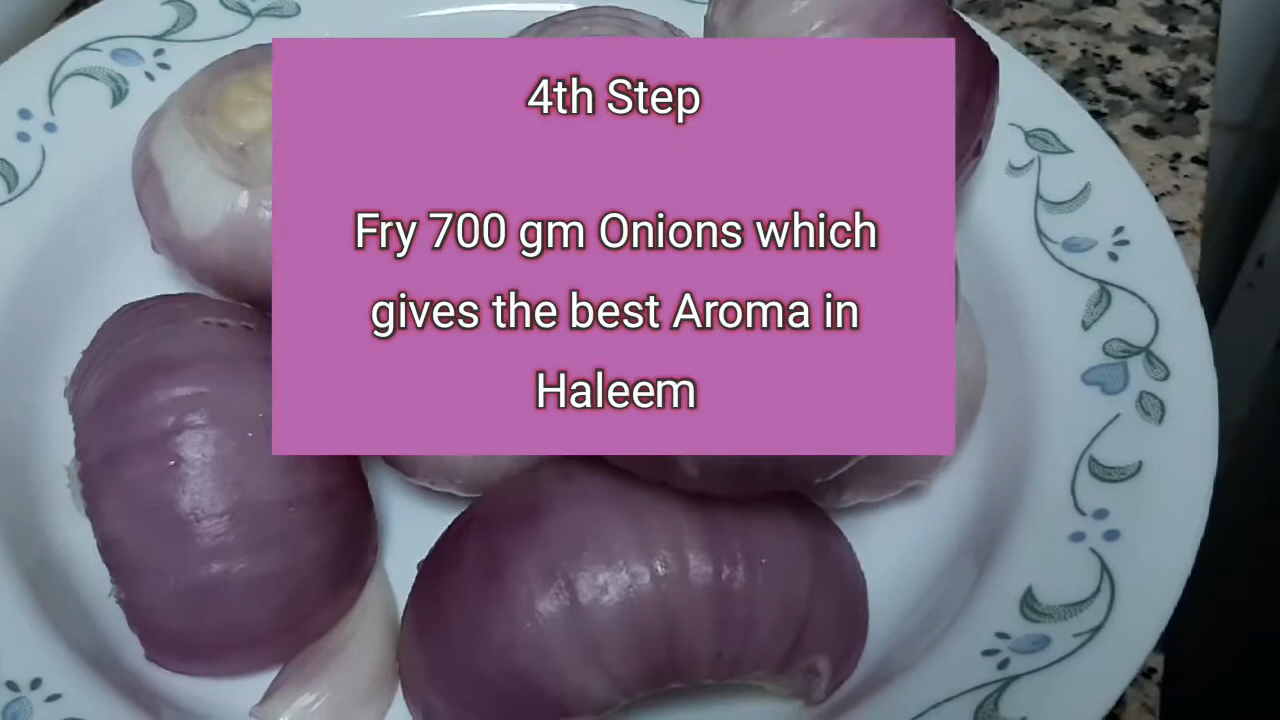 4th Step
Fry 700 gm Onions which
gives the best Aroma in
Haleem